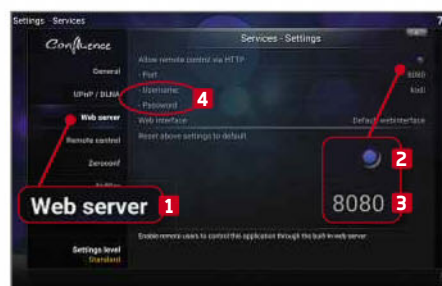 Settings - Services
7
Confluence
Services - Settings
General
Allow remote control via HTTP
- Port
8080
UPnP / DLNA
- Username
kodi
4
- Password
Web server
Web interface
Default webinterface
Remote control
Reset above settings to default
Zeroconf
2
Web server
1
8080
3
Enable remote users to control this application through the built-in web server.
Settings level
Standard